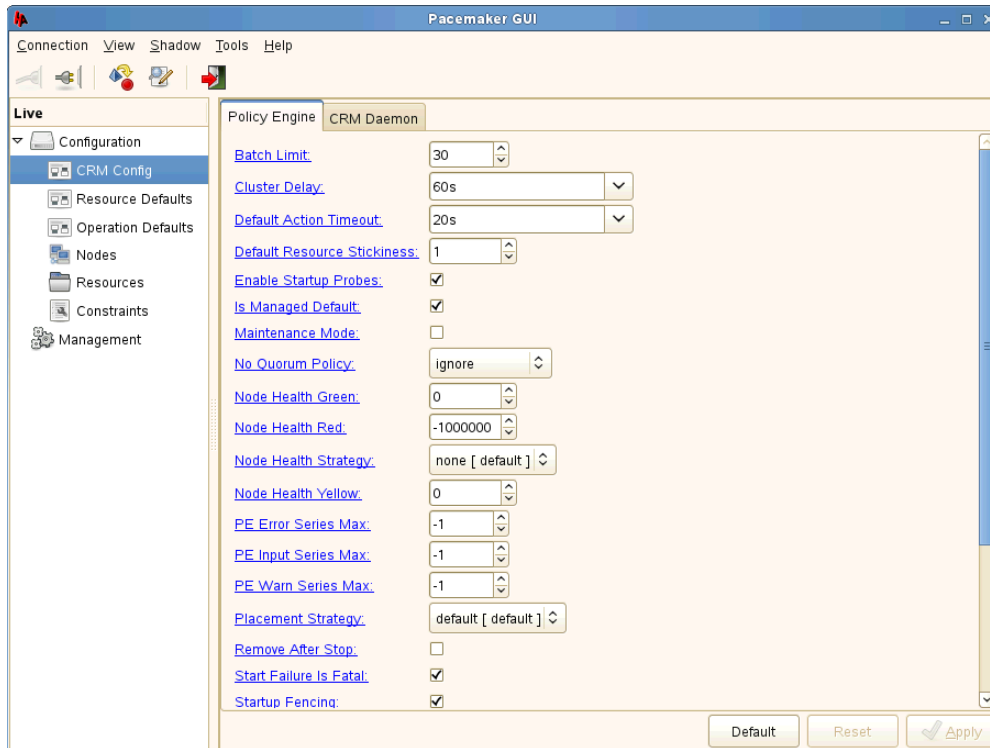 Pacemaker GUI
Connection View Shadow Tools Help
Live
Configuration
CRM Config
Resource Defaults
Operation Defaults
Nodes
Resources
Constraints
Management
Policy Engine CRM Daemon
Batch Limit: 30
Cluster Delay: 60s
Default Action Timeout: 20s
Default Resource Stickiness: 1
Enable Startup Probes:
Is Managed Default:
Maintenance Mode:
No Quorum Policy: ignore
Node Health Green: 0
Node Health Red: -1000000
Node Health Strategy: none [ default ]
Node Health Yellow: 0
PE Error Series Max: -1
PE Input Series Max: -1
PE Warn Series Max: -1
Placement Strategy: default [ default ]
Remove After Stop:
Start Failure Is Fatal:
Startup Fencing:
Default Reset Apply